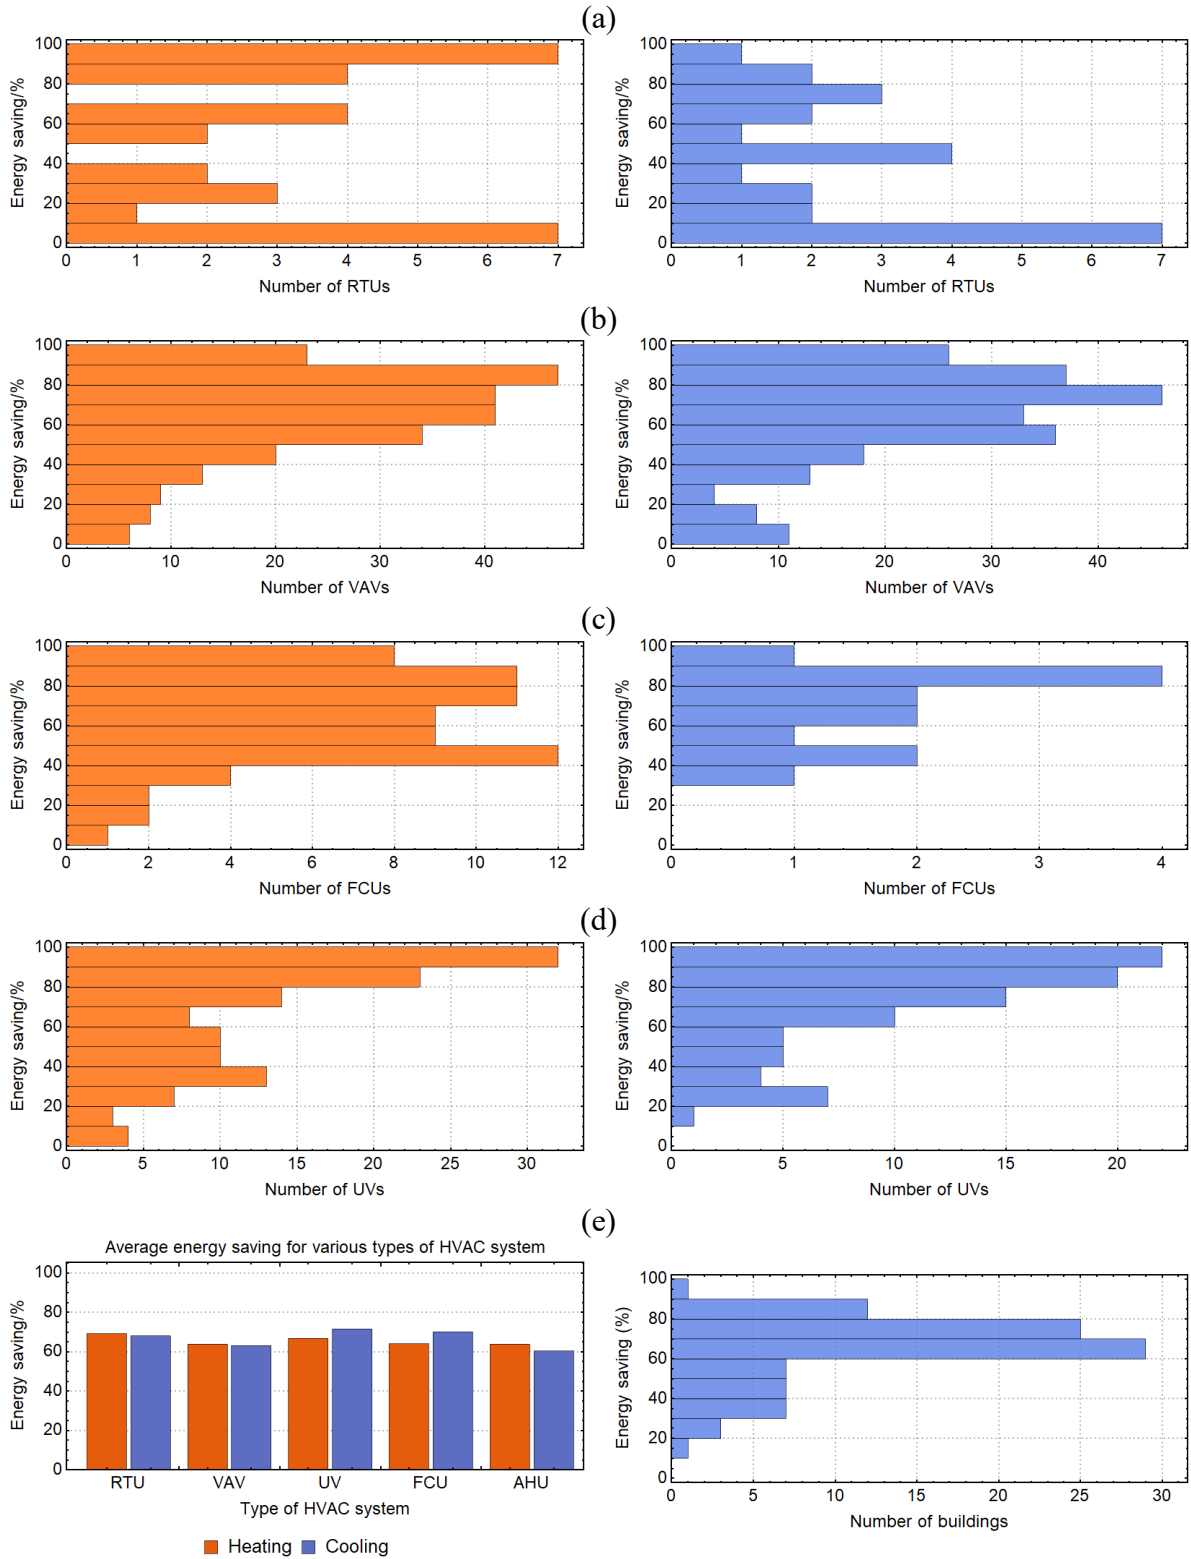 (a)
Energy saving/%
100
80
60
40
20
0
0 1 2 3 4 5 6 7
Number of RTUs
Energy saving/%
100
80
60
40
20
0
0 1 2 3 4 5 6 7
Number of RTUs
(b)
Energy saving/%
100
80
60
40
20
0
0 10 20 30 40
Number of VAVs
Energy saving/%
100
80
60
40
20
0
0 10 20 30 40
Number of VAVs
(c)
Energy saving/%
100
80
60
40
20
0
0 2 4 6 8 10 12
Number of FCUs
Energy saving/%
100
80
60
40
20
0
0 1 2 3 4
Number of FCUs
(d)
Energy saving/%
100
80
60
40
20
0
0 5 10 15 20 25 30
Number of UVs
Energy saving/%
100
80
60
40
20
0
0 5 10 15 20
Number of UVs
(e)
Average energy saving for various types of HVAC system
Energy saving/%
100
80
60
40
20
0
RTU VAV UV FCU AHU
Type of HVAC system
Heating Cooling
Energy saving (%)
100
80
60
40
20
0
0 5 10 15 20 25 30
Number of buildings